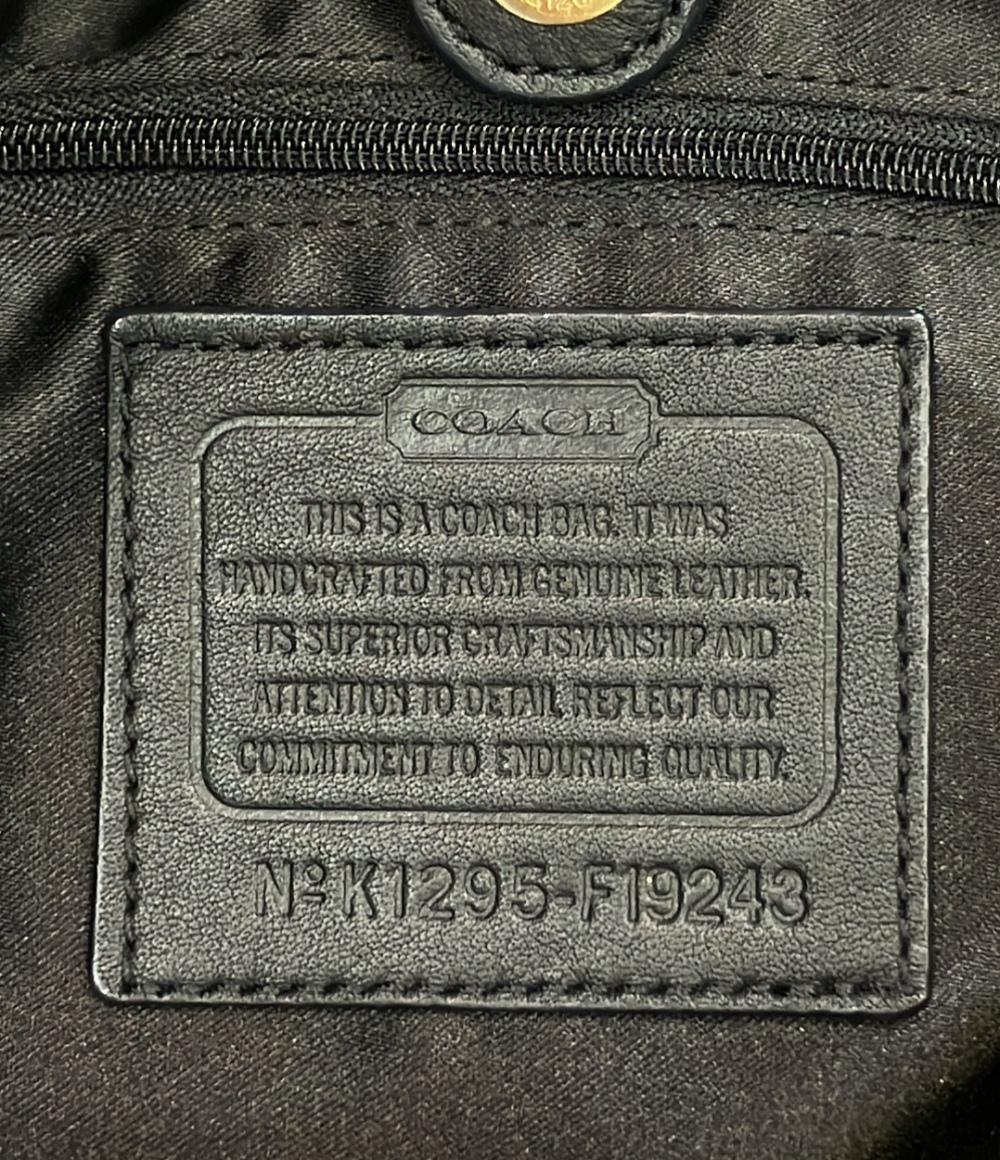 COACH
THIS IS A COACH BAG. IT WAS
HANDCRAFTED FROM GENUINE LEATHER.
ITS SUPERIOR CRAFTSMANSHIP AND
ATTENTION TO DETAIL REFLECT OUR
COMMITMENT TO ENDURING QUALITY.
Nº K1295-F19243